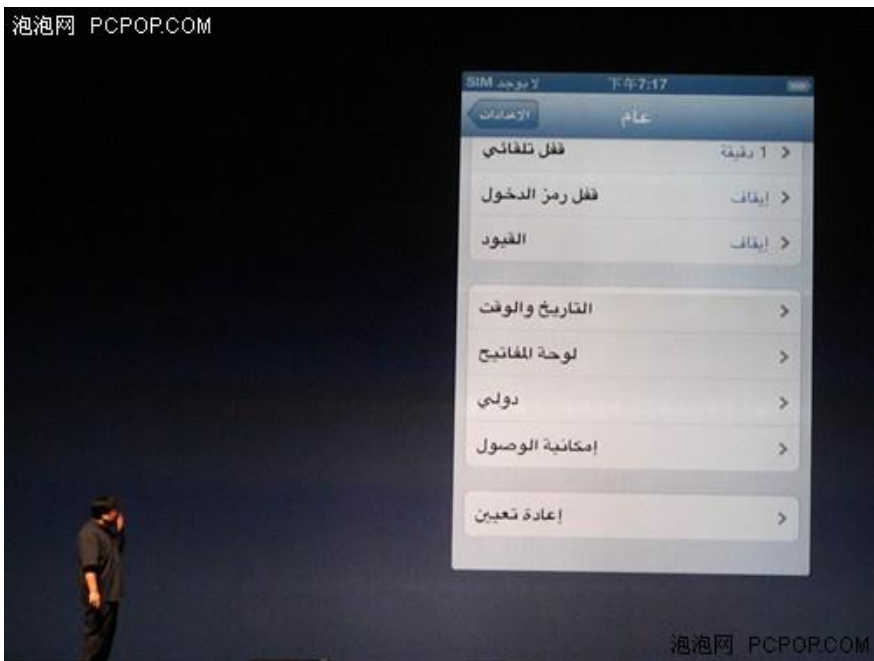 泡泡网 PCPOP.COM
لا يوجد SIM 下午7:17
الإعدادات عام
قفل تلقائي 1 دقيقة
قفل رمز الدخول إيقاف
القيود إيقاف
التاريخ والوقت
لوحة المفاتيح
دولي
إمكانية الوصول
إعادة تعيين
泡泡网 PCPOP.COM